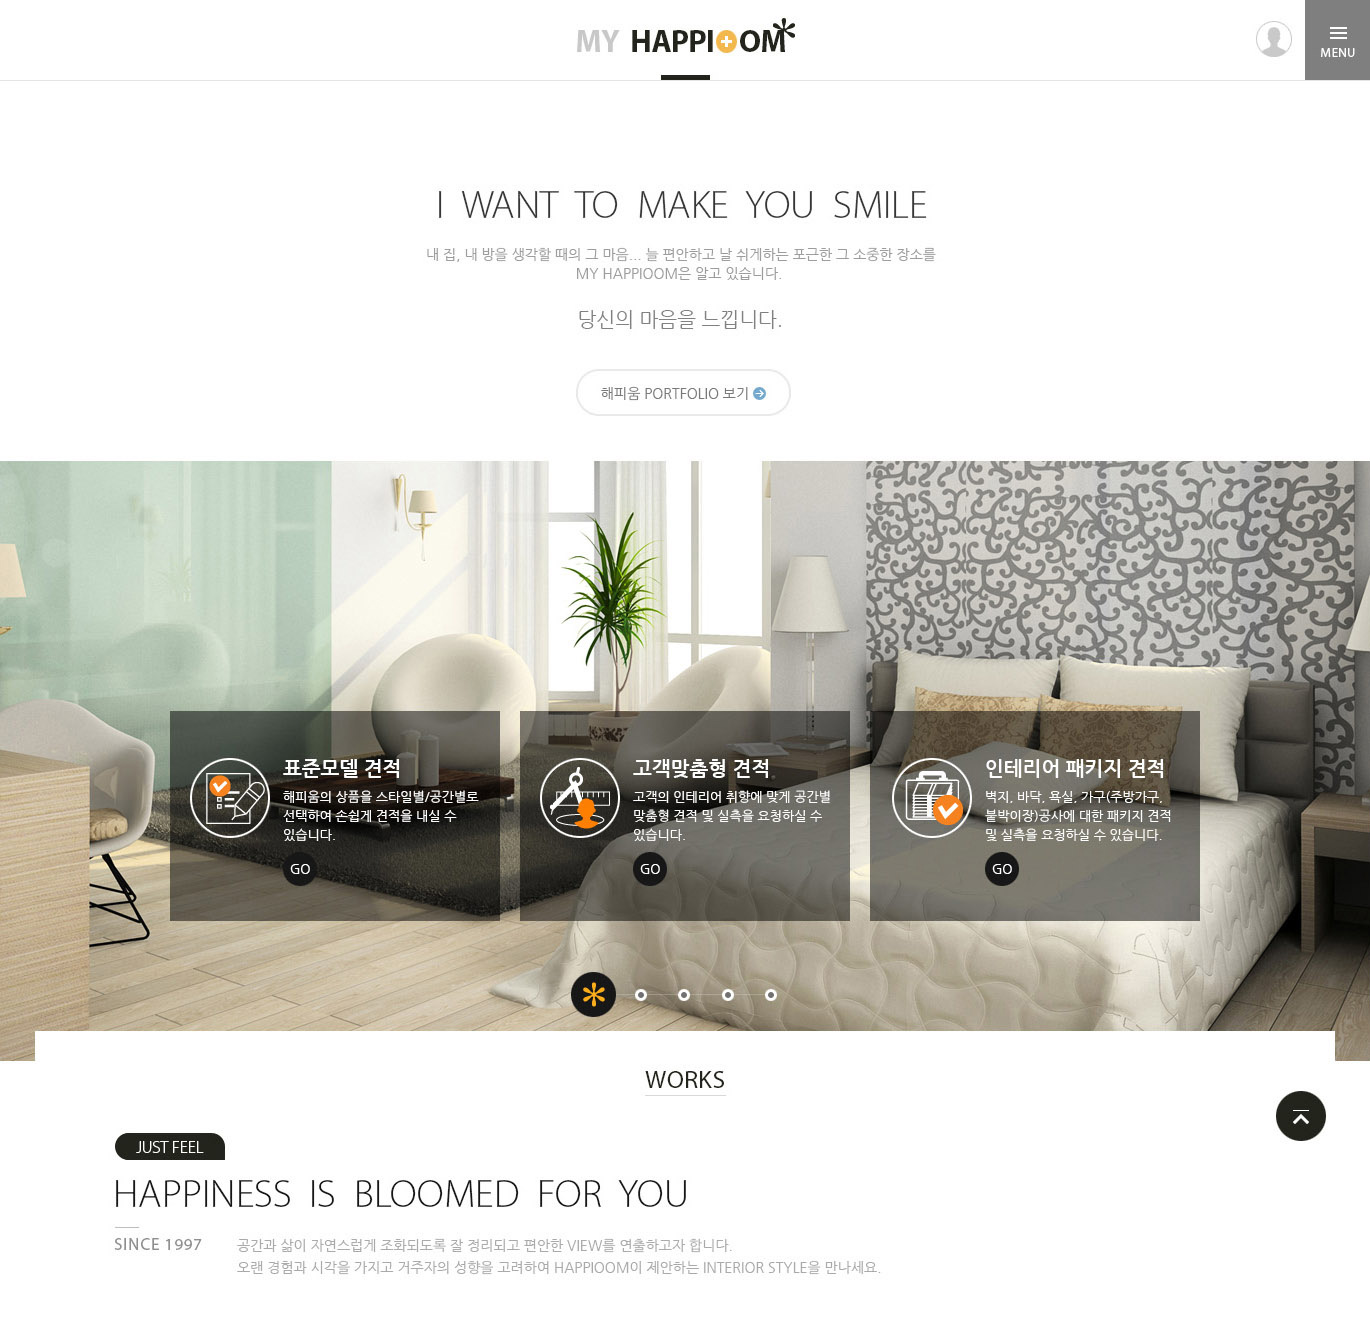 MY HAPPIOOM
MENU
I WANT TO MAKE YOU SMILE
내 집, 내 방을 생각할 때의 그 마음... 늘 편안하고 날 쉬게하는 포근한 그 소중한 장소를
MY HAPPIOOM은 알고 있습니다.
당신의 마음을 느낍니다.
해피움 PORTFOLIO 보기
표준모델 견적
해피움의 상품을 스타일별/공간별로
선택하여 손쉽게 견적을 내실 수
있습니다.
GO
고객맞춤형 견적
고객의 인테리어 취향에 맞게 공간별
맞춤형 견적 및 실측을 요청하실 수
있습니다.
GO
인테리어 패키지 견적
벽지, 바닥, 욕실, 가구(주방가구,
붙박이장)공사에 대한 패키지 견적
및 실측을 요청하실 수 있습니다.
GO
WORKS
JUST FEEL
HAPPINESS IS BLOOMED FOR YOU
SINCE 1997
공간과 삶이 자연스럽게 조화되도록 잘 정리되고 편안한 VIEW를 연출하고자 합니다.
오랜 경험과 시각을 가지고 거주자의 성향을 고려하여 HAPPIOOM이 제안하는 INTERIOR STYLE을 만나세요.